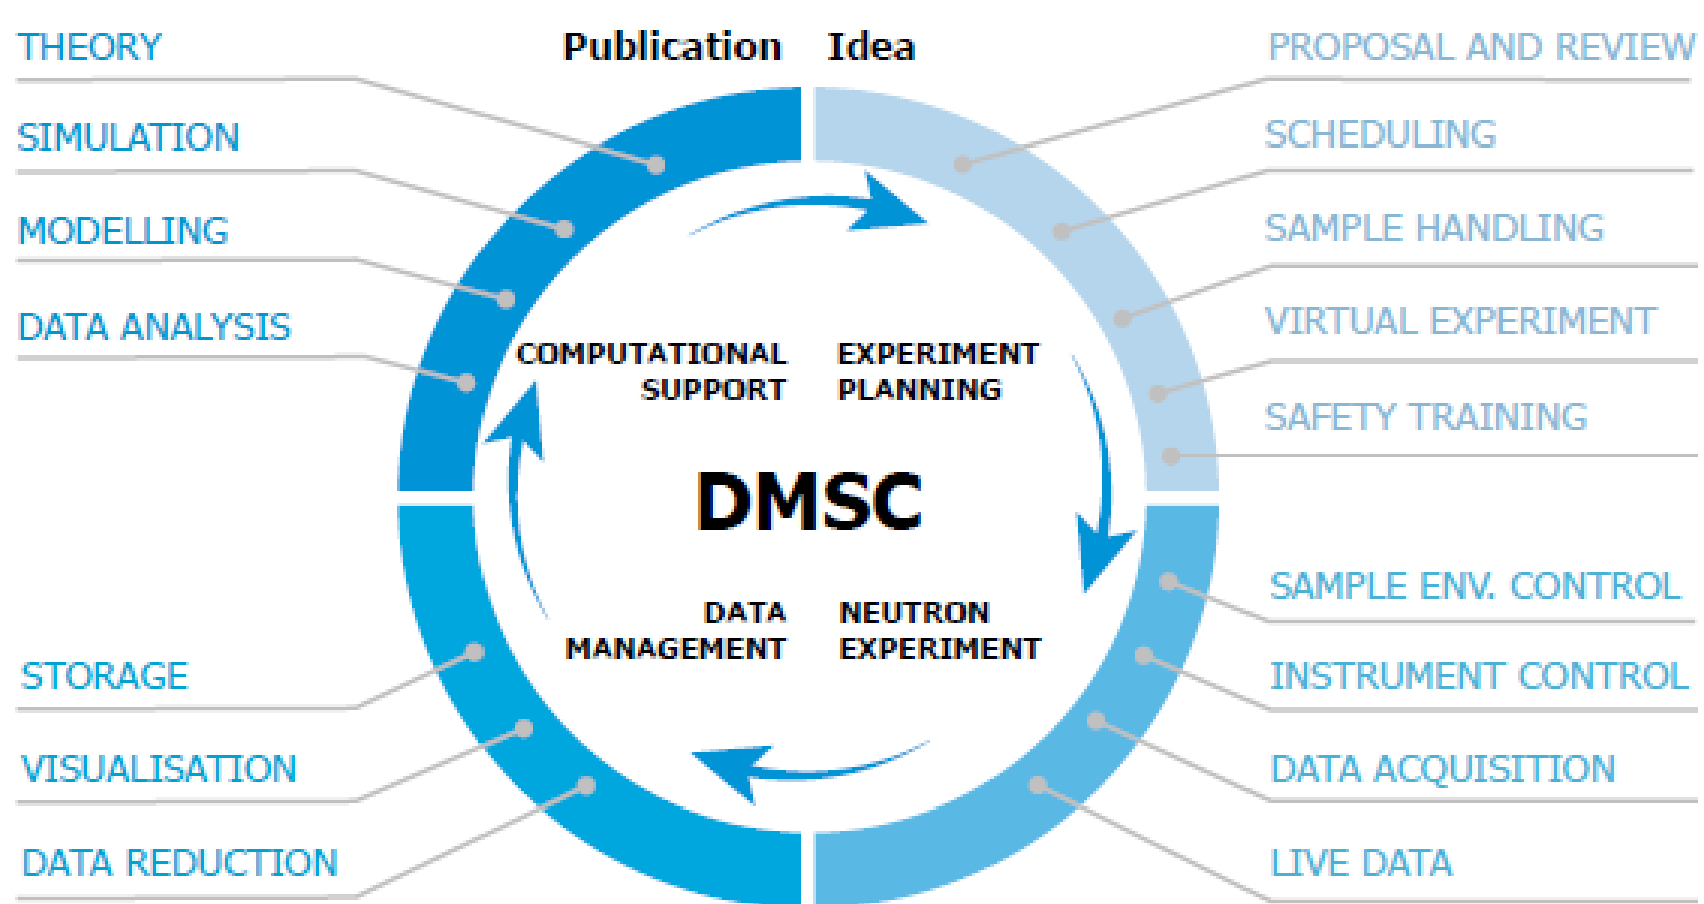 Publication Idea
THEORY
SIMULATION
MODELLING
DATA ANALYSIS
PROPOSAL AND REVIEW
SCHEDULING
SAMPLE HANDLING
VIRTUAL EXPERIMENT
SAFETY TRAINING
COMPUTATIONAL
SUPPORT
EXPERIMENT
PLANNING
DMSC
DATA
MANAGEMENT
NEUTRON
EXPERIMENT
STORAGE
VISUALISATION
DATA REDUCTION
SAMPLE ENV. CONTROL
INSTRUMENT CONTROL
DATA ACQUISITION
LIVE DATA